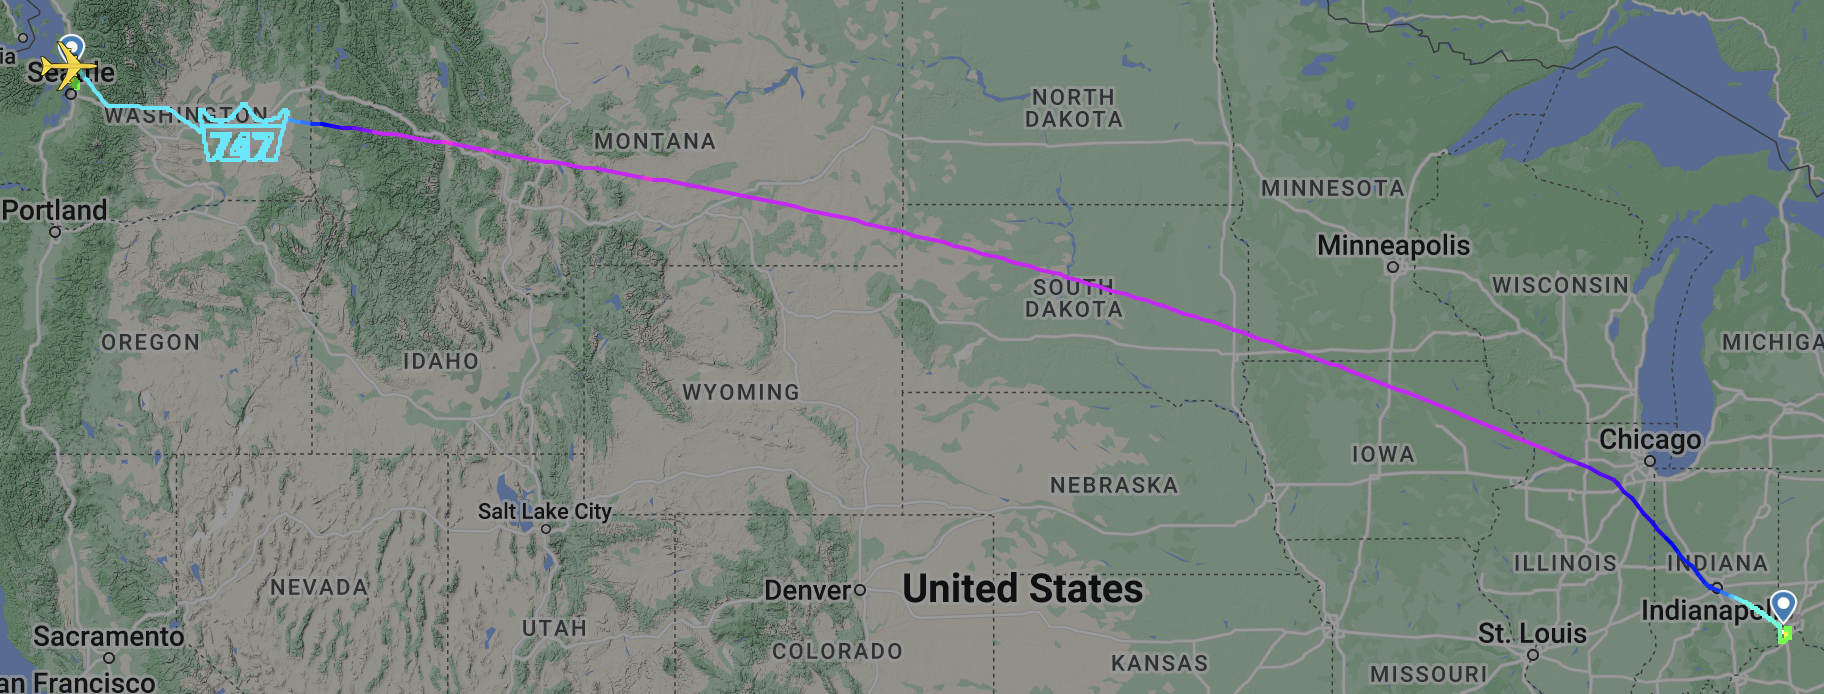 ia
Seattle
WASHINGTON
747
MONTANA
NORTH
DAKOTA
MINNESOTA
Portland
Minneapolis
SOUTH
DAKOTA
WISCONSIN
OREGON
IDAHO
MICHIGA
WYOMING
Chicago
IOWA
NEBRASKA
Salt Lake City
ILLINOIS
INDIANA
NEVADA
Denver
United States
Indianapol
UTAH
Sacramento
St. Louis
COLORADO
KANSAS
MISSOURI
an Francisco